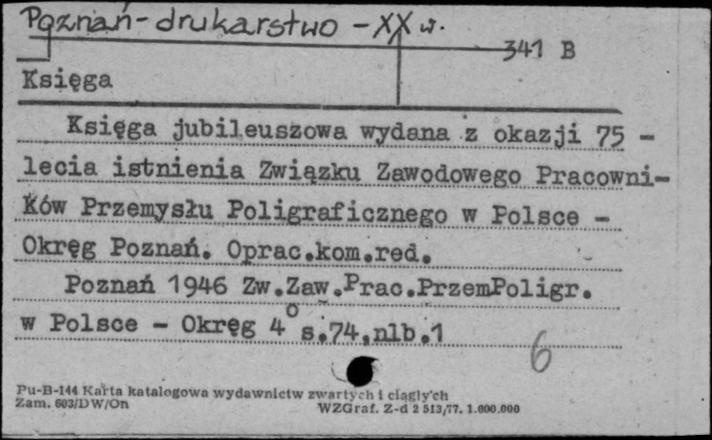 Poznań - drukarstwo - XX w.
341 B
Księga
Księga jubileuszowa wydana z okazji 75 -
lecia istnienia Związku Zawodowego Pracowni-
ków Przemysłu Poligraficznego w Polsce -
Okręg Poznań. Oprac.kom.red.
Poznań 1946 Zw.Zaw.Prac.PrzemPoligr.
w Polsce - Okręg 4° s.74,nlb.1
6
Pu-B-144 Karta katalogowa wydawnictw zwartych i ciągłych
Zam. 603/DW/On WZGraf. Z-d 2 513/77. 1.000.000